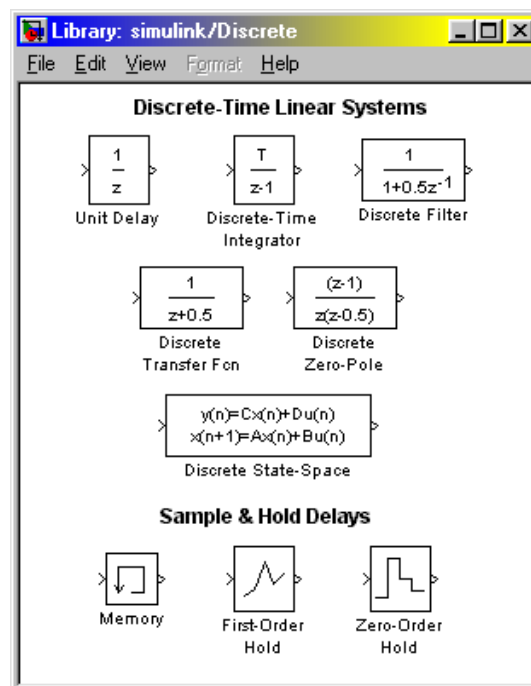 Library: simulink/Discrete
File Edit View Format Help
Discrete-Time Linear Systems
1
z
Unit Delay
T
z-1
Discrete-Time
Integrator
1
1+0.5z⁻¹
Discrete Filter
1
z+0.5
Discrete
Transfer Fcn
(z-1)
z(z-0.5)
Discrete
Zero-Pole
y(n)=Cx(n)+Du(n)
x(n+1)=Ax(n)+Bu(n)
Discrete State-Space
Sample & Hold Delays
Memory
First-Order
Hold
Zero-Order
Hold